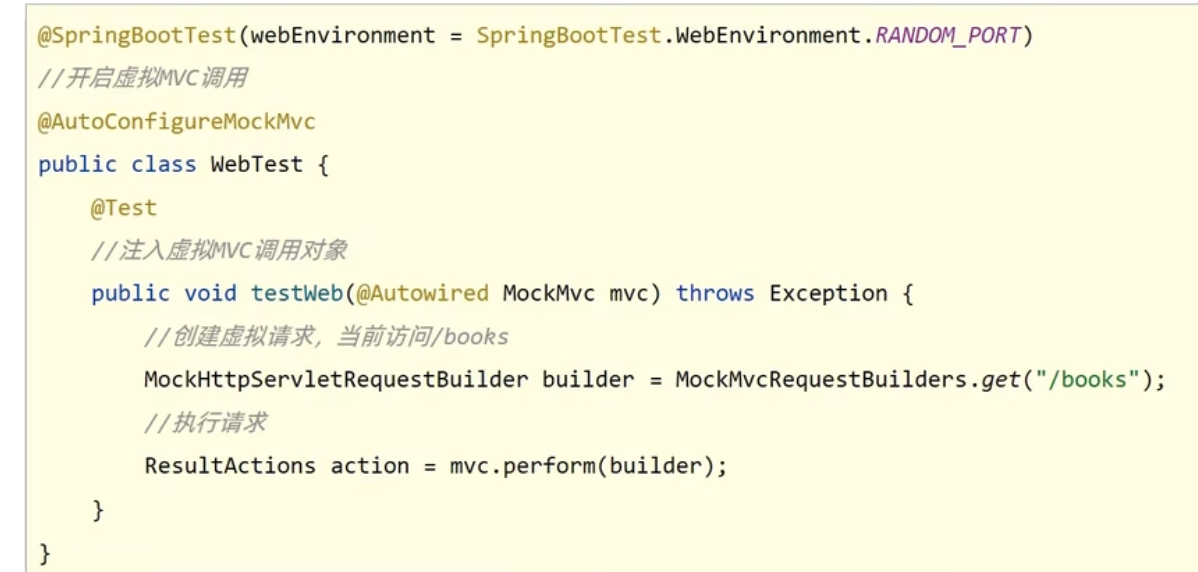 @SpringBootTest(webEnvironment = SpringBootTest.WebEnvironment.RANDOM_PORT)
//开启虚拟MVC调用
@AutoConfigureMockMvc
public class WebTest {
    @Test
    //注入虚拟MVC调用对象
    public void testWeb(@Autowired MockMvc mvc) throws Exception {
        //创建虚拟请求，当前访问/books
        MockHttpServletRequestBuilder builder = MockMvcRequestBuilders.get("/books");
        //执行请求
        ResultActions action = mvc.perform(builder);
    }
}